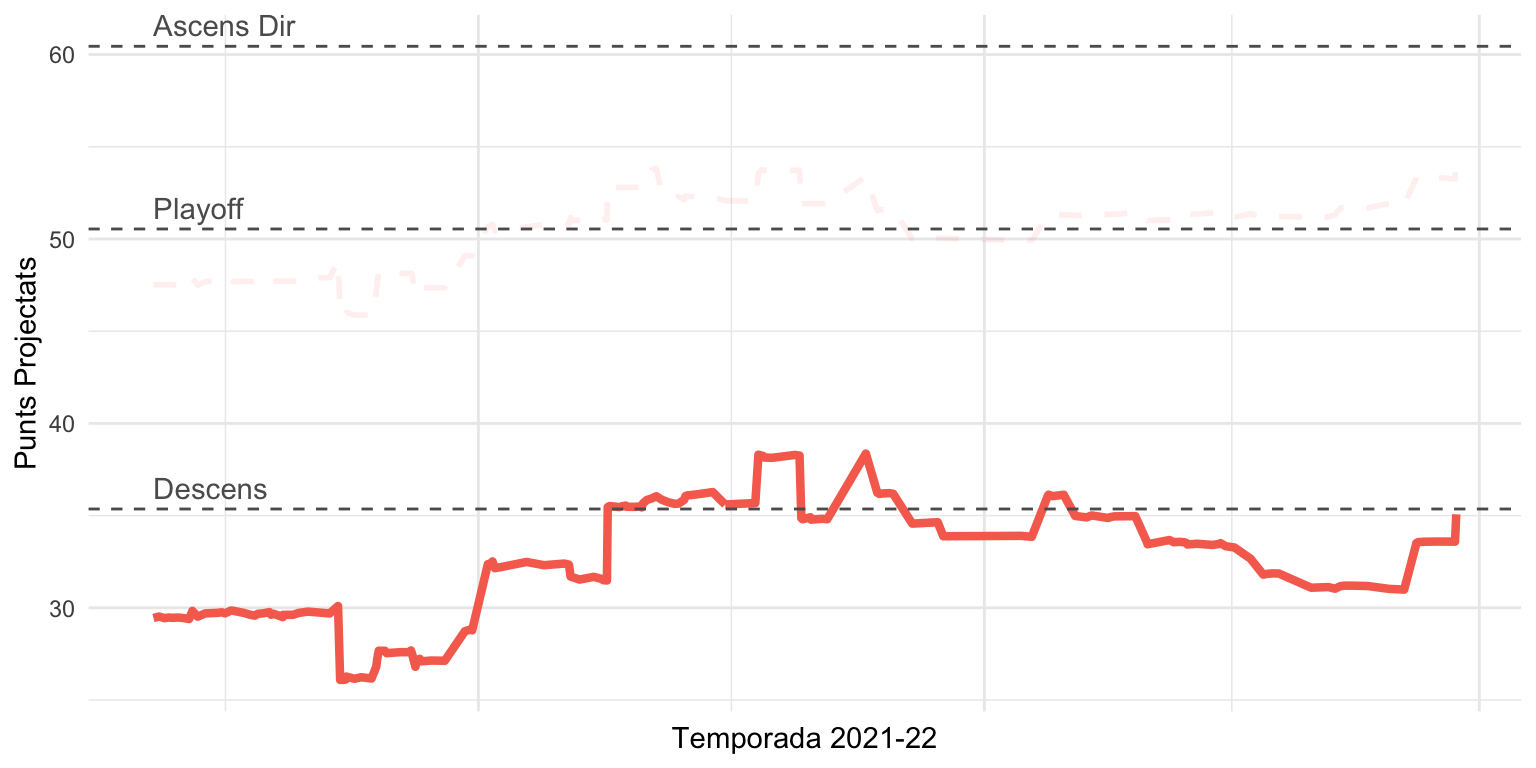 Ascens Dir
60
Playoff
50
40
Descens
30
Punts Projectats
Temporada 2021-22